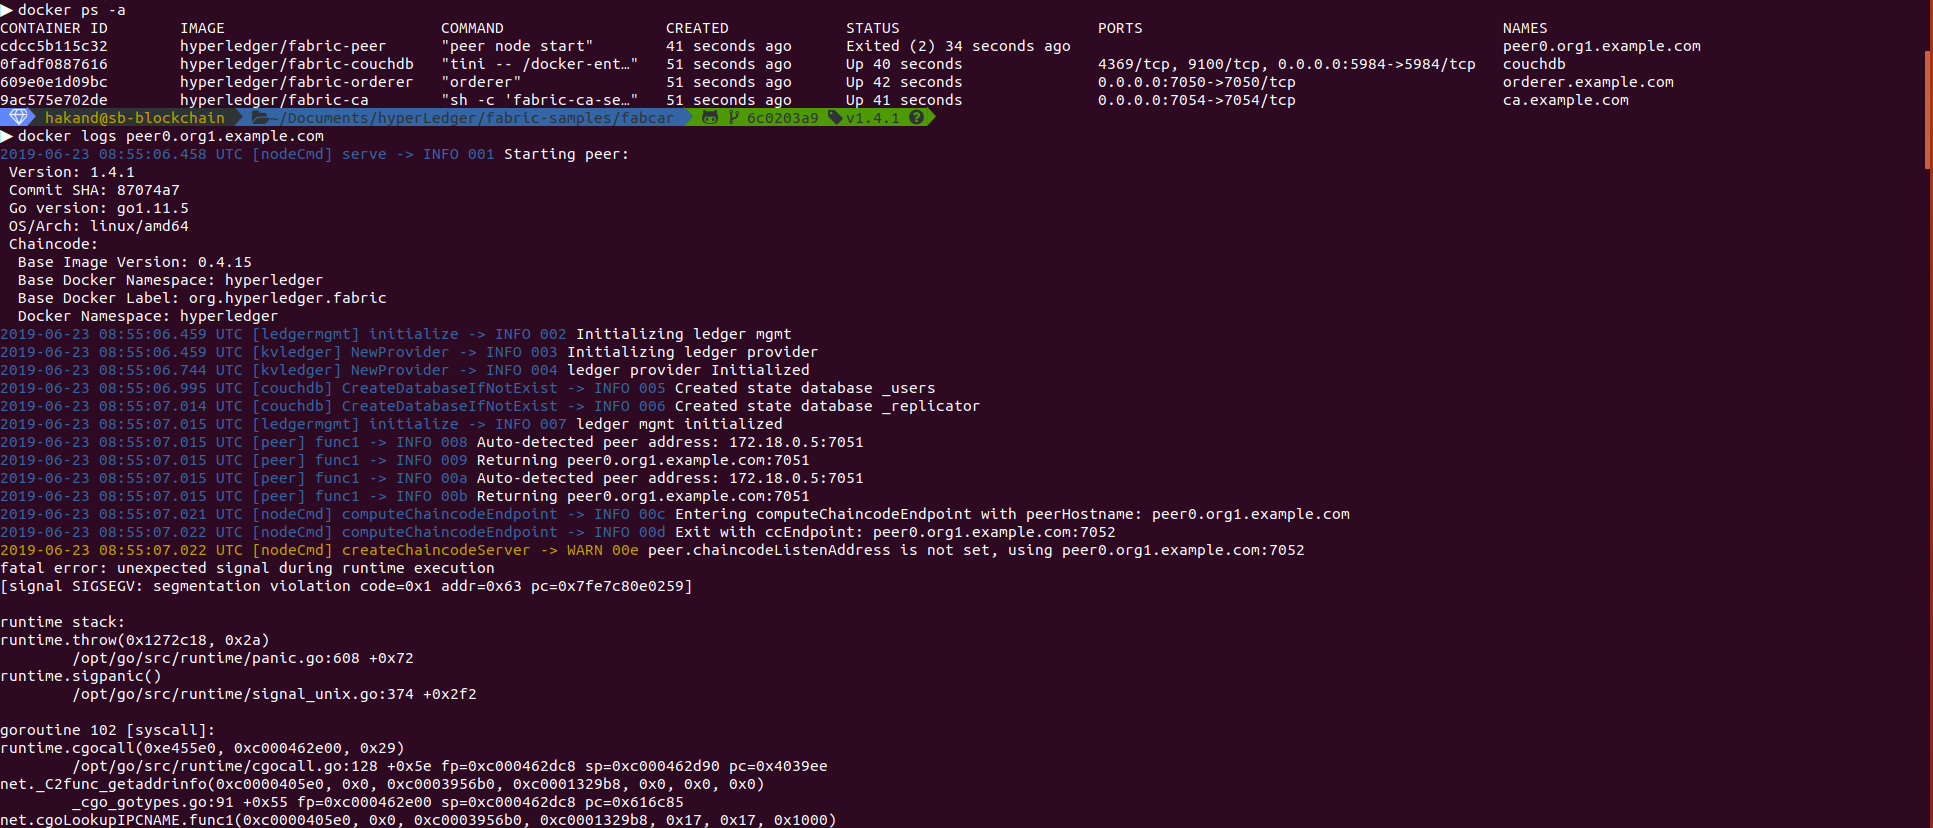 ▶ docker ps -a
CONTAINER ID        IMAGE                        COMMAND                  CREATED             STATUS                      PORTS                                        NAMES
cdcc5b115c32        hyperledger/fabric-peer      "peer node start"        41 seconds ago      Exited (2) 34 seconds ago                                                peer0.org1.example.com
0fadf0887616        hyperledger/fabric-couchdb   "tini -- /docker-ent…"   51 seconds ago      Up 40 seconds               4369/tcp, 9100/tcp, 0.0.0.0:5984->5984/tcp   couchdb
609e0e1d09bc        hyperledger/fabric-orderer   "orderer"                51 seconds ago      Up 42 seconds               0.0.0.0:7050->7050/tcp                       orderer.example.com
9ac575e702de        hyperledger/fabric-ca        "sh -c 'fabric-ca-se…"   51 seconds ago      Up 41 seconds               0.0.0.0:7054->7054/tcp                       ca.example.com
hakand@sb-blockchain ~/Documents/hyperLedger/fabric-samples/fabcar 6c0203a9 v1.4.1
▶ docker logs peer0.org1.example.com
2019-06-23 08:55:06.458 UTC [nodeCmd] serve -> INFO 001 Starting peer:
 Version: 1.4.1
 Commit SHA: 87074a7
 Go version: go1.11.5
 OS/Arch: linux/amd64
 Chaincode:
  Base Image Version: 0.4.15
  Base Docker Namespace: hyperledger
  Base Docker Label: org.hyperledger.fabric
  Docker Namespace: hyperledger
2019-06-23 08:55:06.459 UTC [ledgermgmt] initialize -> INFO 002 Initializing ledger mgmt
2019-06-23 08:55:06.459 UTC [kvledger] NewProvider -> INFO 003 Initializing ledger provider
2019-06-23 08:55:06.744 UTC [kvledger] NewProvider -> INFO 004 ledger provider Initialized
2019-06-23 08:55:06.995 UTC [couchdb] CreateDatabaseIfNotExist -> INFO 005 Created state database _users
2019-06-23 08:55:07.014 UTC [couchdb] CreateDatabaseIfNotExist -> INFO 006 Created state database _replicator
2019-06-23 08:55:07.015 UTC [ledgermgmt] initialize -> INFO 007 ledger mgmt initialized
2019-06-23 08:55:07.015 UTC [peer] func1 -> INFO 008 Auto-detected peer address: 172.18.0.5:7051
2019-06-23 08:55:07.015 UTC [peer] func1 -> INFO 009 Returning peer0.org1.example.com:7051
2019-06-23 08:55:07.015 UTC [peer] func1 -> INFO 00a Auto-detected peer address: 172.18.0.5:7051
2019-06-23 08:55:07.015 UTC [peer] func1 -> INFO 00b Returning peer0.org1.example.com:7051
2019-06-23 08:55:07.021 UTC [nodeCmd] computeChaincodeEndpoint -> INFO 00c Entering computeChaincodeEndpoint with peerHostname: peer0.org1.example.com
2019-06-23 08:55:07.022 UTC [nodeCmd] computeChaincodeEndpoint -> INFO 00d Exit with ccEndpoint: peer0.org1.example.com:7052
2019-06-23 08:55:07.022 UTC [nodeCmd] createChaincodeServer -> WARN 00e peer.chaincodeListenAddress is not set, using peer0.org1.example.com:7052
fatal error: unexpected signal during runtime execution
[signal SIGSEGV: segmentation violation code=0x1 addr=0x63 pc=0x7fe7c80e0259]
runtime stack:
runtime.throw(0x1272c18, 0x2a)
        /opt/go/src/runtime/panic.go:608 +0x72
runtime.sigpanic()
        /opt/go/src/runtime/signal_unix.go:374 +0x2f2
goroutine 102 [syscall]:
runtime.cgocall(0xe455e0, 0xc000462e00, 0x29)
        /opt/go/src/runtime/cgocall.go:128 +0x5e fp=0xc000462dc8 sp=0xc000462d90 pc=0x4039ee
net._C2func_getaddrinfo(0xc0000405e0, 0x0, 0xc0003956b0, 0xc0001329b8, 0x0, 0x0, 0x0)
        _cgo_gotypes.go:91 +0x55 fp=0xc000462e00 sp=0xc000462dc8 pc=0x616c85
net.cgoLookupIPCNAME.func1(0xc0000405e0, 0x0, 0xc0003956b0, 0xc0001329b8, 0x17, 0x17, 0x1000)